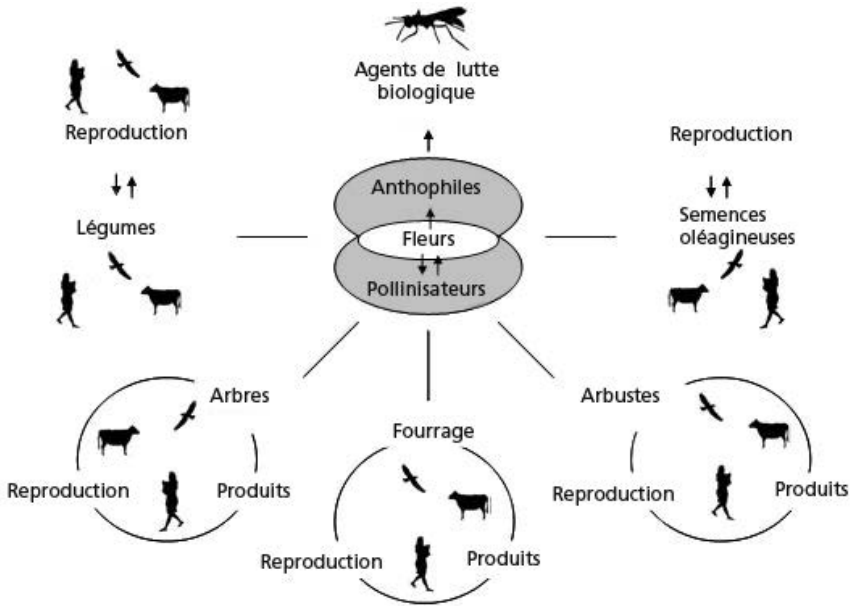 Agents de lutte
biologique
Reproduction
Reproduction
Anthophiles
Légumes
Fleurs
Semences
oléagineuses
Pollinisateurs
Arbres
Arbustes
Fourrage
Reproduction
Produits
Reproduction
Produits
Reproduction
Produits